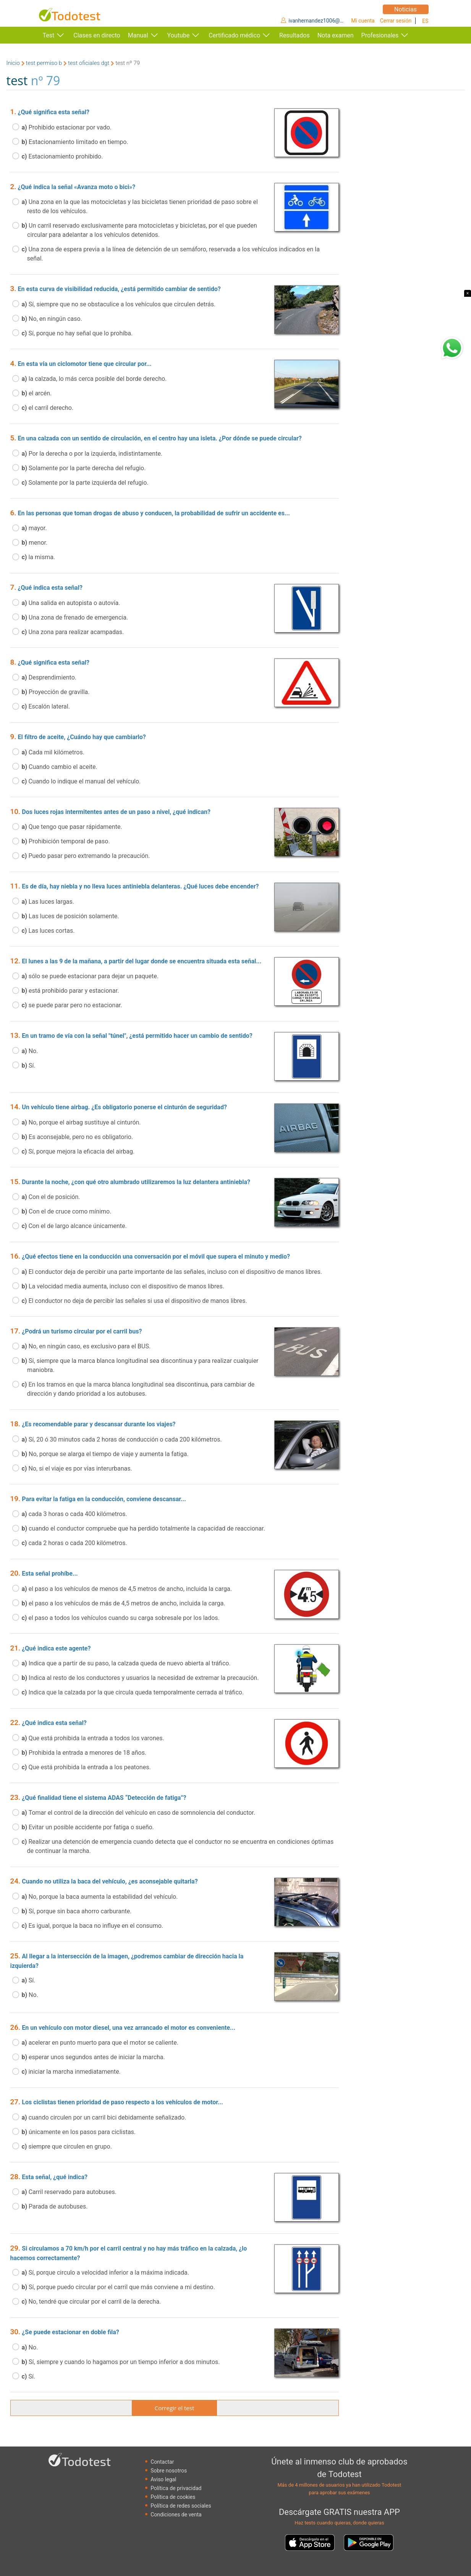 Todotest
Noticias
ivanhernandez1006@... Mi cuenta Cerrar sesión ES
Test Clases en directo Manual Youtube Certificado médico Resultados Nota examen Profesionales
Inicio test permiso b test oficiales dgt test nº 79
test nº 79
1. ¿Qué significa esta señal?
a) Prohibido estacionar por vado.
b) Estacionamiento limitado en tiempo.
c) Estacionamiento prohibido.
2. ¿Qué indica la señal «Avanza moto o bici»?
a) Una zona en la que las motocicletas y las bicicletas tienen prioridad de paso sobre el
resto de los vehículos.
b) Un carril reservado exclusivamente para motocicletas y bicicletas, por el que pueden
circular para adelantar a los vehículos detenidos.
c) Una zona de espera previa a la línea de detención de un semáforo, reservada a los vehículos indicados en la
señal.
3. En esta curva de visibilidad reducida, ¿está permitido cambiar de sentido?
a) Sí, siempre que no se obstaculice a los vehículos que circulen detrás.
b) No, en ningún caso.
c) Sí, porque no hay señal que lo prohíba.
4. En esta vía un ciclomotor tiene que circular por...
a) la calzada, lo más cerca posible del borde derecho.
b) el arcén.
c) el carril derecho.
5. En una calzada con un sentido de circulación, en el centro hay una isleta. ¿Por dónde se puede circular?
a) Por la derecha o por la izquierda, indistintamente.
b) Solamente por la parte derecha del refugio.
c) Solamente por la parte izquierda del refugio.
6. En las personas que toman drogas de abuso y conducen, la probabilidad de sufrir un accidente es...
a) mayor.
b) menor.
c) la misma.
7. ¿Qué indica esta señal?
a) Una salida en autopista o autovía.
b) Una zona de frenado de emergencia.
c) Una zona para realizar acampadas.
8. ¿Qué significa esta señal?
a) Desprendimiento.
b) Proyección de gravilla.
c) Escalón lateral.
9. El filtro de aceite, ¿Cuándo hay que cambiarlo?
a) Cada mil kilómetros.
b) Cuando cambio el aceite.
c) Cuando lo indique el manual del vehículo.
10. Dos luces rojas intermitentes antes de un paso a nivel, ¿qué indican?
a) Que tengo que pasar rápidamente.
b) Prohibición temporal de paso.
c) Puedo pasar pero extremando la precaución.
11. Es de día, hay niebla y no lleva luces antiniebla delanteras. ¿Qué luces debe encender?
a) Las luces largas.
b) Las luces de posición solamente.
c) Las luces cortas.
12. El lunes a las 9 de la mañana, a partir del lugar donde se encuentra situada esta señal...
a) sólo se puede estacionar para dejar un paquete.
b) está prohibido parar y estacionar.
c) se puede parar pero no estacionar.
13. En un tramo de vía con la señal "túnel", ¿está permitido hacer un cambio de sentido?
a) No.
b) Sí.
14. Un vehículo tiene airbag. ¿Es obligatorio ponerse el cinturón de seguridad?
a) No, porque el airbag sustituye al cinturón.
b) Es aconsejable, pero no es obligatorio.
c) Sí, porque mejora la eficacia del airbag.
AIRBAG
15. Durante la noche, ¿con qué otro alumbrado utilizaremos la luz delantera antiniebla?
a) Con el de posición.
b) Con el de cruce como mínimo.
c) Con el de largo alcance únicamente.
16. ¿Qué efectos tiene en la conducción una conversación por el móvil que supera el minuto y medio?
a) El conductor deja de percibir una parte importante de las señales, incluso con el dispositivo de manos libres.
b) La velocidad media aumenta, incluso con el dispositivo de manos libres.
c) El conductor no deja de percibir las señales si usa el dispositivo de manos libres.
17. ¿Podrá un turismo circular por el carril bus?
a) No, en ningún caso, es exclusivo para el BUS.
b) Sí, siempre que la marca blanca longitudinal sea discontinua y para realizar cualquier
maniobra.
c) En los tramos en que la marca blanca longitudinal sea discontinua, para cambiar de
dirección y dando prioridad a los autobuses.
BUS
18. ¿Es recomendable parar y descansar durante los viajes?
a) Sí, 20 ó 30 minutos cada 2 horas de conducción o cada 200 kilómetros.
b) No, porque se alarga el tiempo de viaje y aumenta la fatiga.
c) No, si el viaje es por vías interurbanas.
19. Para evitar la fatiga en la conducción, conviene descansar...
a) cada 3 horas o cada 400 kilómetros.
b) cuando el conductor compruebe que ha perdido totalmente la capacidad de reaccionar.
c) cada 2 horas o cada 200 kilómetros.
20. Esta señal prohíbe...
a) el paso a los vehículos de menos de 4,5 metros de ancho, incluida la carga.
b) el paso a los vehículos de más de 4,5 metros de ancho, incluida la carga.
c) el paso a todos los vehículos cuando su carga sobresale por los lados.
4,5 m
21. ¿Qué indica este agente?
a) Indica que a partir de su paso, la calzada queda de nuevo abierta al tráfico.
b) Indica al resto de los conductores y usuarios la necesidad de extremar la precaución.
c) Indica que la calzada por la que circula queda temporalmente cerrada al tráfico.
22. ¿Qué indica esta señal?
a) Que está prohibida la entrada a todos los varones.
b) Prohibida la entrada a menores de 18 años.
c) Que está prohibida la entrada a los peatones.
23. ¿Qué finalidad tiene el sistema ADAS "Detección de fatiga"?
a) Tomar el control de la dirección del vehículo en caso de somnolencia del conductor.
b) Evitar un posible accidente por fatiga o sueño.
c) Realizar una detención de emergencia cuando detecta que el conductor no se encuentra en condiciones óptimas
de continuar la marcha.
24. Cuando no utiliza la baca del vehículo, ¿es aconsejable quitarla?
a) No, porque la baca aumenta la estabilidad del vehículo.
b) Sí, porque sin baca ahorro carburante.
c) Es igual, porque la baca no influye en el consumo.
25. Al llegar a la intersección de la imagen, ¿podremos cambiar de dirección hacia la
izquierda?
a) Sí.
b) No.
26. En un vehículo con motor diesel, una vez arrancado el motor es conveniente...
a) acelerar en punto muerto para que el motor se caliente.
b) esperar unos segundos antes de iniciar la marcha.
c) iniciar la marcha inmediatamente.
27. Los ciclistas tienen prioridad de paso respecto a los vehículos de motor...
a) cuando circulen por un carril bici debidamente señalizado.
b) únicamente en los pasos para ciclistas.
c) siempre que circulen en grupo.
28. Esta señal, ¿qué indica?
a) Carril reservado para autobuses.
b) Parada de autobuses.
29. Si circulamos a 70 km/h por el carril central y no hay más tráfico en la calzada, ¿lo
hacemos correctamente?
a) Sí, porque circulo a velocidad inferior a la máxima indicada.
b) Sí, porque puedo circular por el carril que más conviene a mi destino.
c) No, tendré que circular por el carril de la derecha.
30. ¿Se puede estacionar en doble fila?
a) No.
b) Sí, siempre y cuando lo hagamos por un tiempo inferior a dos minutos.
c) Sí.
Corregir el test
Todotest
Contactar
Sobre nosotros
Aviso legal
Política de privacidad
Política de cookies
Política de redes sociales
Condiciones de venta
Únete al inmenso club de aprobados
de Todotest
Más de 4 millones de usuarios ya han utilizado Todotest
para aprobar sus exámenes
Descárgate GRATIS nuestra APP
Haz tests cuando quieras, donde quieras
Descárgalo en el
App Store
DISPONIBLE EN
Google Play